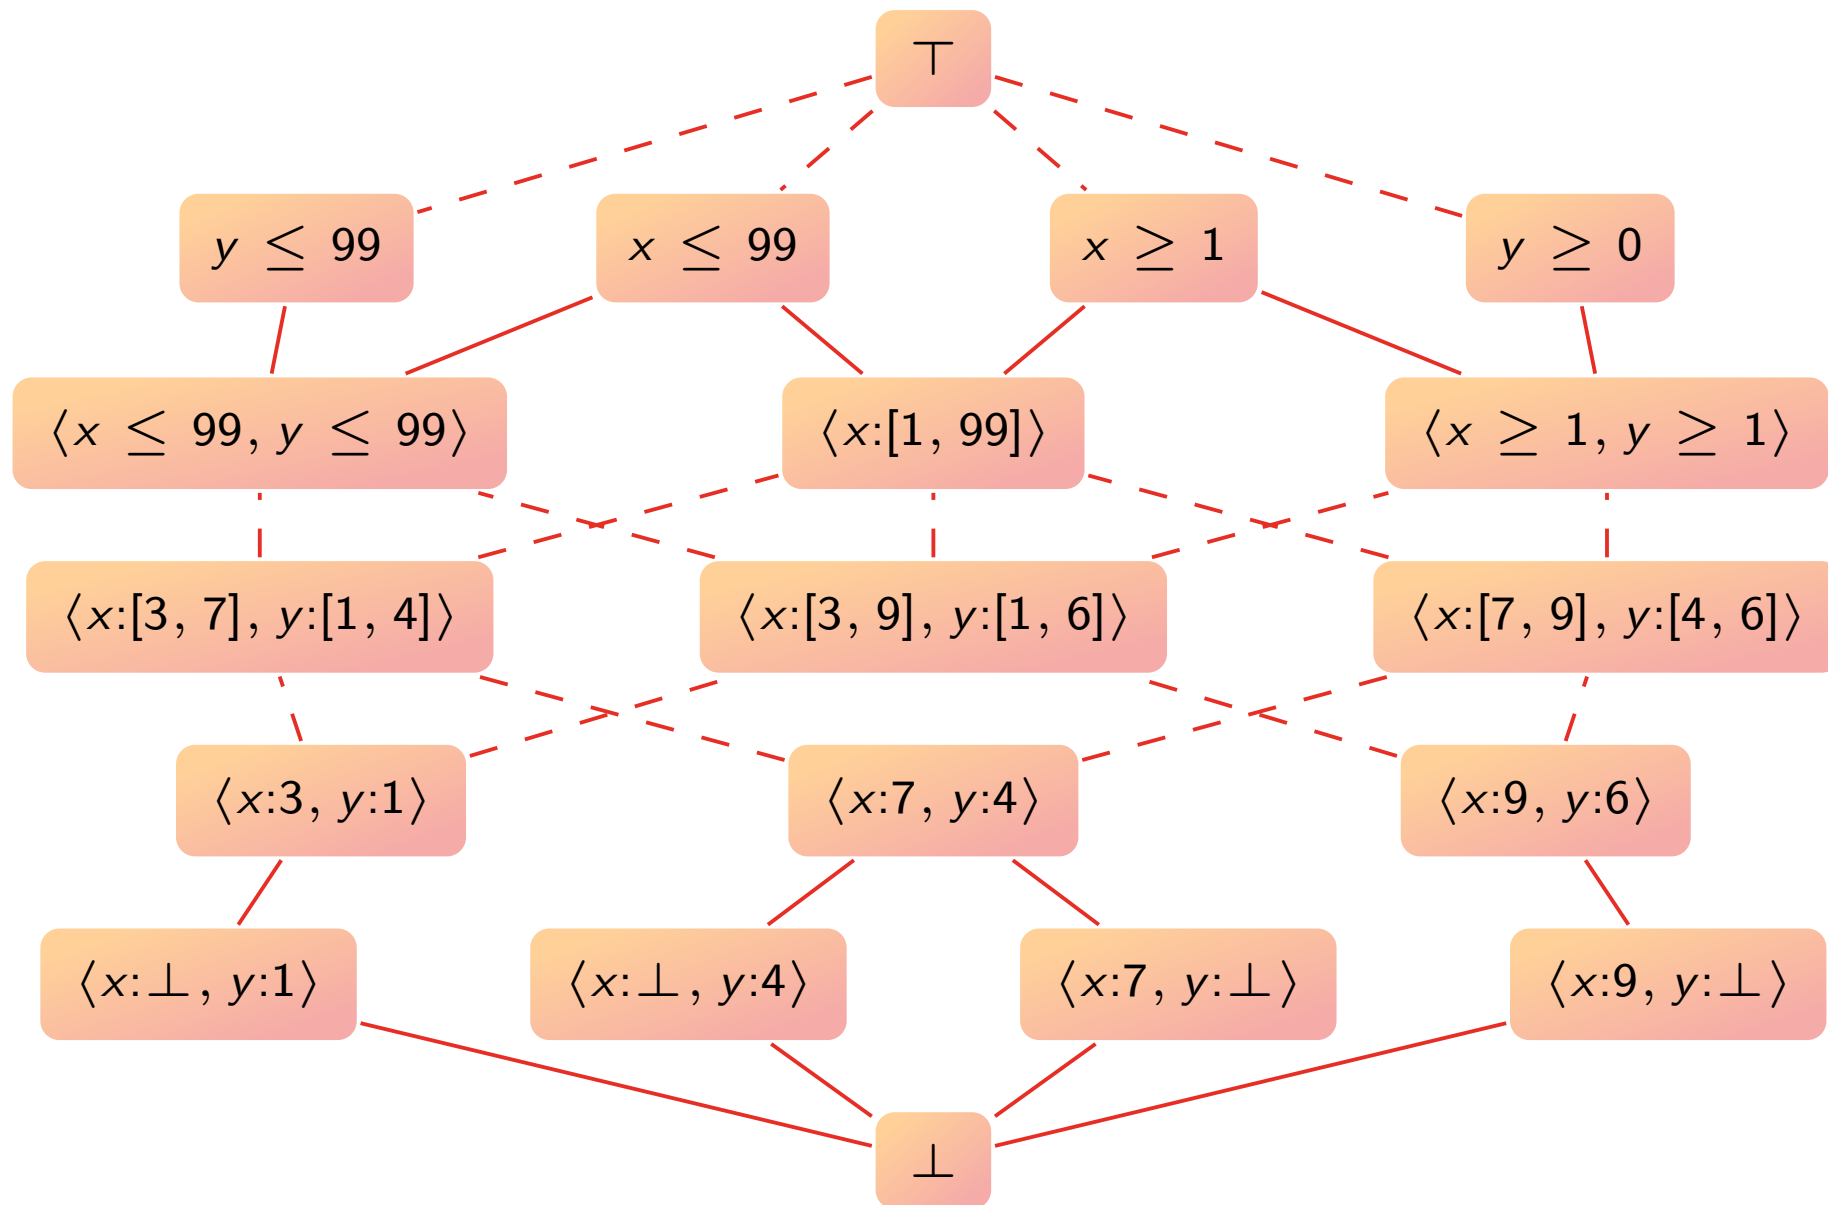 ⊤
y ≤ 99
x ≤ 99
x ≥ 1
y ≥ 0
⟨x ≤ 99, y ≤ 99⟩
⟨x:[1, 99]⟩
⟨x ≥ 1, y ≥ 1⟩
⟨x:[3, 7], y:[1, 4]⟩
⟨x:[3, 9], y:[1, 6]⟩
⟨x:[7, 9], y:[4, 6]⟩
⟨x:3, y:1⟩
⟨x:7, y:4⟩
⟨x:9, y:6⟩
⟨x:⊥, y:1⟩
⟨x:⊥, y:4⟩
⟨x:7, y:⊥⟩
⟨x:9, y:⊥⟩
⊥